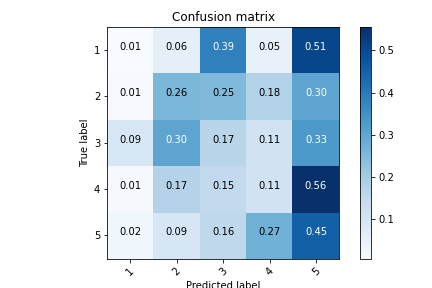 Confusion matrix
True label
1 0.01 0.06 0.39 0.05 0.51
2 0.01 0.26 0.25 0.18 0.30
3 0.09 0.30 0.17 0.11 0.33
4 0.01 0.17 0.15 0.11 0.56
5 0.02 0.09 0.16 0.27 0.45
1 2 3 4 5
Predicted label
0.5
0.4
0.3
0.2
0.1